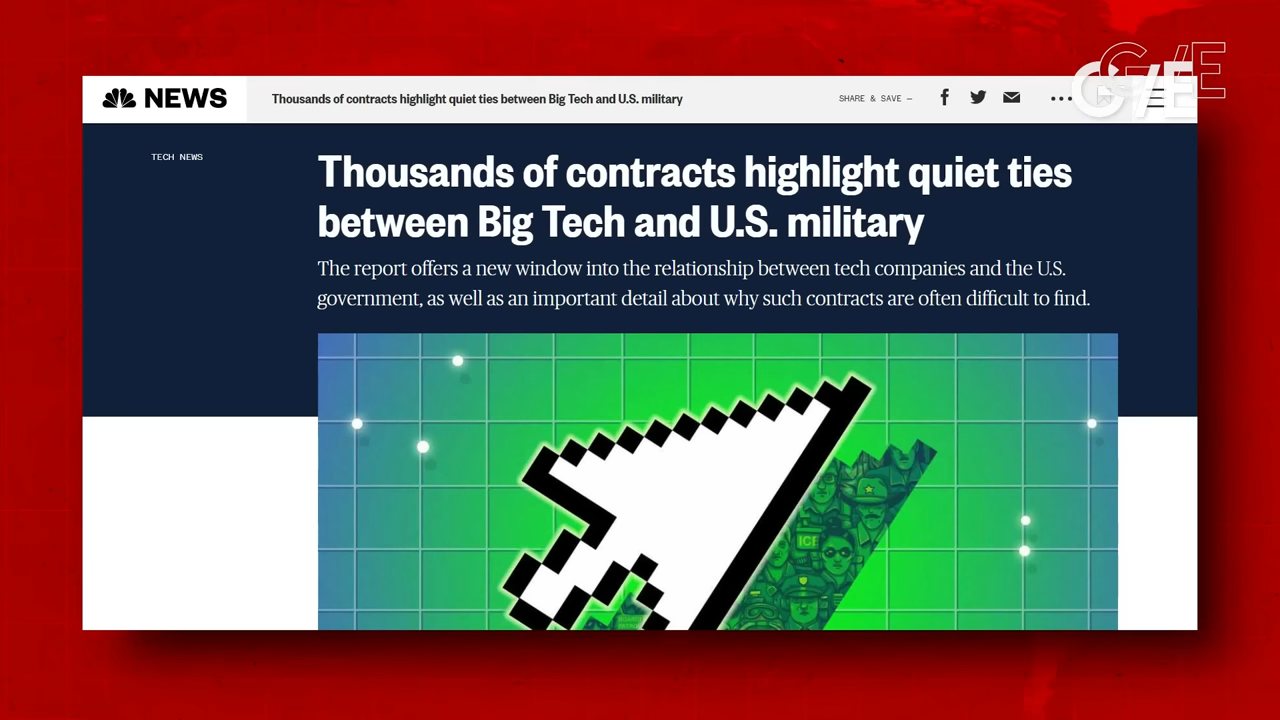 G/E
NEWS
Thousands of contracts highlight quiet ties between Big Tech and U.S. military
SHARE & SAVE —
TECH NEWS
Thousands of contracts highlight quiet ties
between Big Tech and U.S. military
The report offers a new window into the relationship between tech companies and the U.S.
government, as well as an important detail about why such contracts are often difficult to find.
ICE